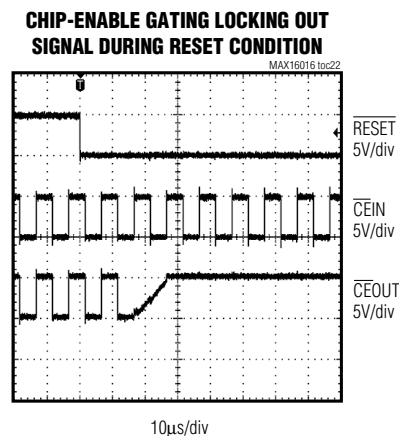 CHIP-ENABLE GATING LOCKING OUT
SIGNAL DURING RESET CONDITION
MAX16016 toc22
T
RESET
5V/div
CEIN
5V/div
CEOUT
5V/div
10μs/div